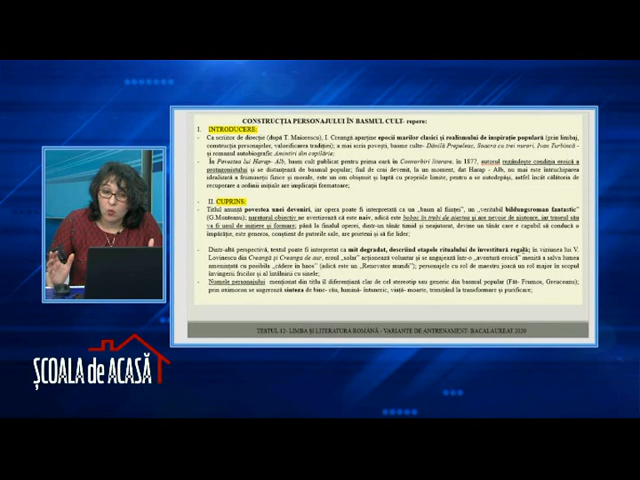 CONSTRUCȚIA PERSONAJULUI ÎN BASMUL CULT- repere:
I. INTRODUCERE:
- Ca scriitor de direcție (după T. Maiorescu), I. Creangă aparține epocii marilor clasici și realismului de inspirație populară (prin limbaj,
construcția personajelor, valorificarea tradiției); a mai scris povești, basme culte- Dănilă Prepeleac, Soacra cu trei nurori, Ivan Turbincă -
și romanul autobiografic Amintiri din copilărie;
- În Povestea lui Harap- Alb, basm cult publicat pentru prima oară în Convorbiri literare, în 1877, autorul regândește condiția eroică a
protagonistului și se distanțează de basmul popular; fiul de crai devenit, la un moment, dat Harap - Alb, nu mai este întruchiparea
idealizată a frumuseții fizice și morale, este un om obișnuit și luptă cu propriile limite, pentru a se autodepăși, astfel încât călătoria de
recuperare a ordinii inițiale are implicații formatoare;
- II. CUPRINS:
- Titlul anunță povestea unei deveniri, iar opera poate fi interpretată ca un „basm al ființei”, un „veritabil bildungsroman fantastic”
(G.Munteanu); naratorul obiectiv ne avertizează că este naiv, adică este boboc în trebi de aiestea și are nevoie de inițiere, iar traseul său
va fi unul de inițiere și formare; până la finalul operei, dintr-un tânăr timid și neajutorat, devine un tânăr care e capabil să conducă o
împărăție, este generos, conștient de puterile sale, are prieteni și să fie lider;
- Dintr-altă perspectivă, textul poate fi interpretat ca mit degradat, descriind etapele ritualului de investitură regală; în viziunea lui V.
Lovinescu din Creangă și Creanga de aur, eroul „solar” acționează voluntar și se angajează într-o „aventură eroică” menită a salva lumea
amenințată cu posibila „cădere în haos” (adică este un „Renovator mundi”); personajele cu rol de maestru joacă un rol major în scopul
învingerii fricilor și al întâlnirii cu sinele;
- Numele personajului menționat din titlu îl diferențiază clar de cel stereotip sau generic din basmul popular (Făt- Frumos, Greuceanu);
prin oximoron se sugerează sinteza de bine- rău, lumină- întuneric, viață- moarte, trimițând la transformare și purificare;
TESTUL 12- LIMBA ȘI LITERATURA ROMÂNĂ - VARIANTE DE ANTRENAMENT- BACALAUREAT 2020
ȘCOALA de ACASĂ